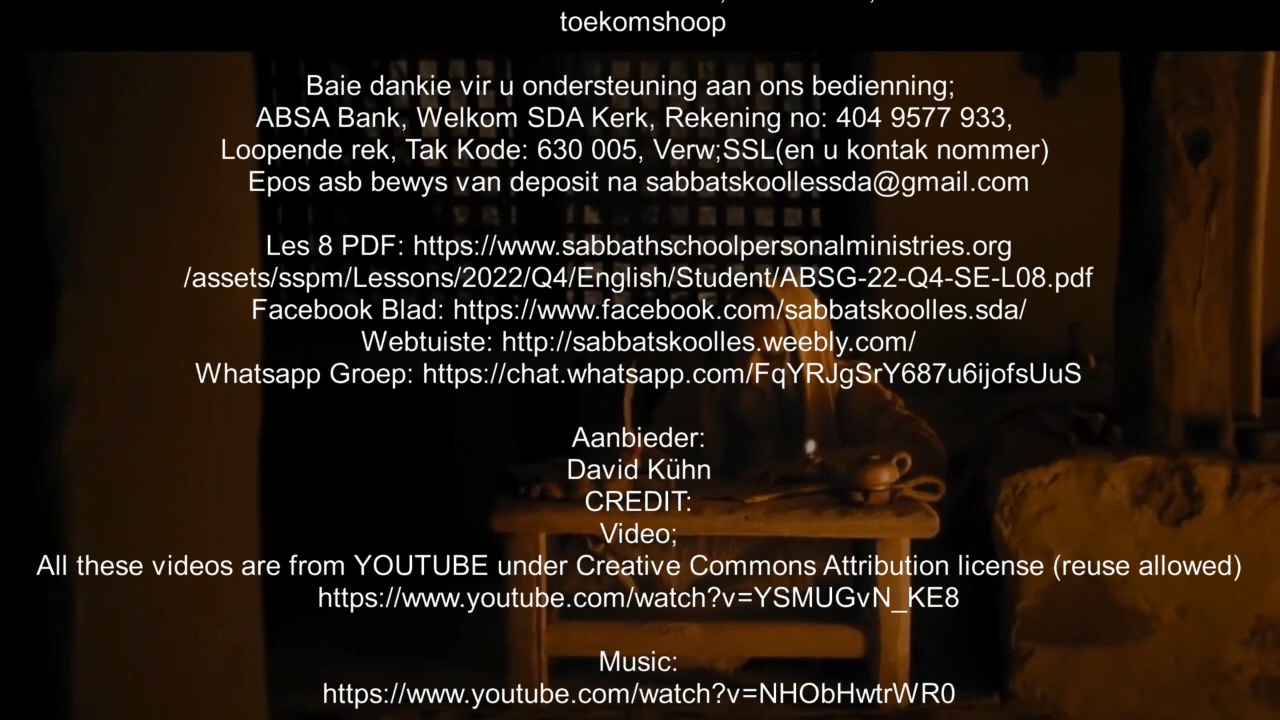 toekomshoop
Baie dankie vir u ondersteuning aan ons bedienning;
ABSA Bank, Welkom SDA Kerk, Rekening no: 404 9577 933,
Loopende rek, Tak Kode: 630 005, Verw;SSL(en u kontak nommer)
Epos asb bewys van deposit na sabbatskoollessda@gmail.com
Les 8 PDF: https://www.sabbathschoolpersonalministries.org
/assets/sspm/Lessons/2022/Q4/English/Student/ABSG-22-Q4-SE-L08.pdf
Facebook Blad: https://www.facebook.com/sabbatskoolles.sda/
Webtuiste: http://sabbatskoolles.weebly.com/
Whatsapp Groep: https://chat.whatsapp.com/FqYRJgSrY687u6ijofsUuS
Aanbieder:
David Kühn
CREDIT:
Video;
All these videos are from YOUTUBE under Creative Commons Attribution license (reuse allowed)
https://www.youtube.com/watch?v=YSMUGvN_KE8
Music:
https://www.youtube.com/watch?v=NHObHwtrWR0